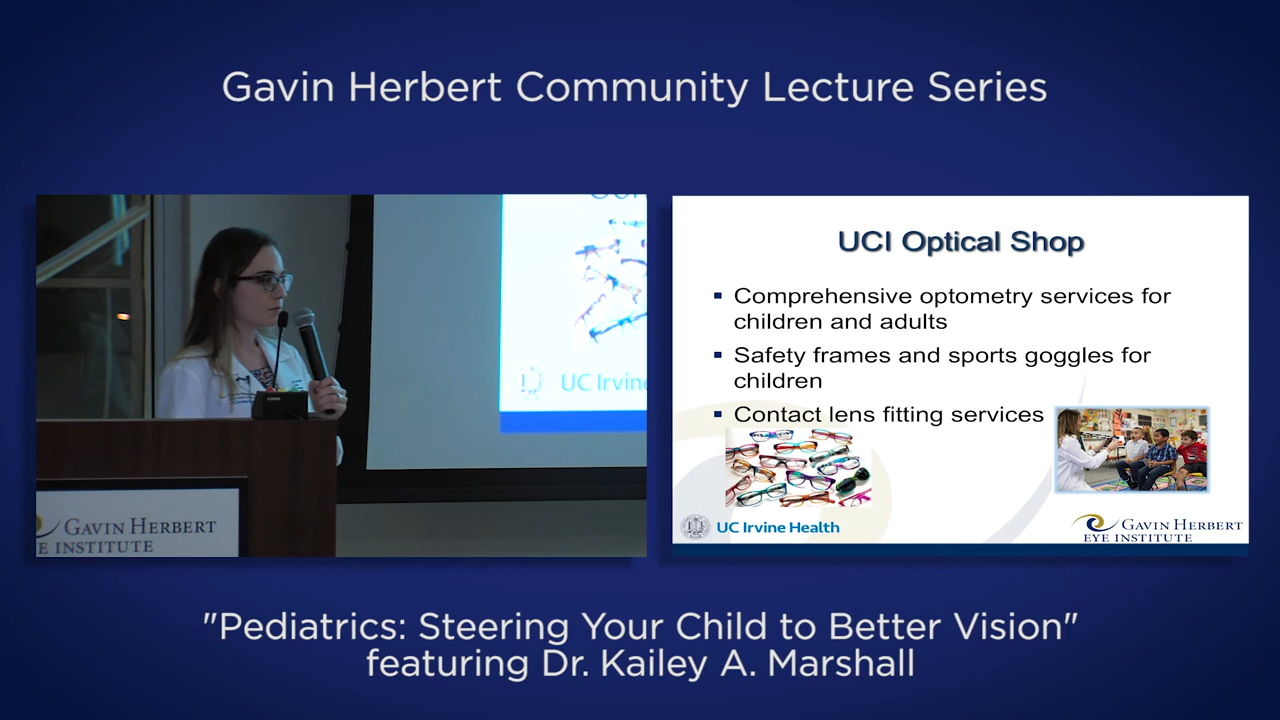 Gavin Herbert Community Lecture Series
UC Irvine
GAVIN HERBERT
EYE INSTITUTE
UCI Optical Shop
▪ Comprehensive optometry services for
children and adults
▪ Safety frames and sports goggles for
children
▪ Contact lens fitting services
UC Irvine Health
GAVIN HERBERT
EYE INSTITUTE
"Pediatrics: Steering Your Child to Better Vision"
featuring Dr. Kailey A. Marshall